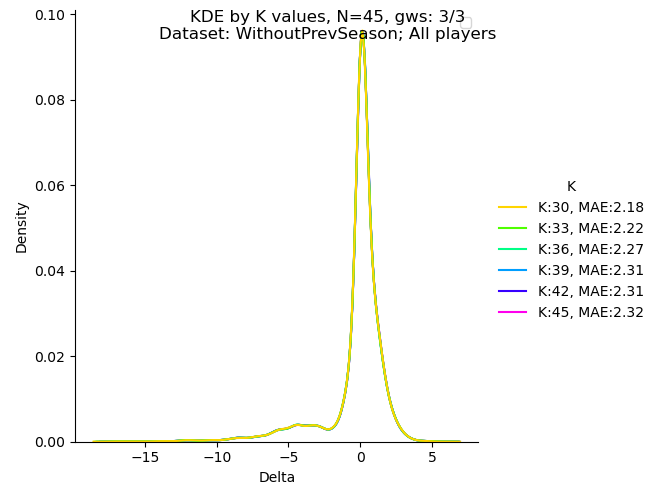 KDE by K values, N=45, gws: 3/3
Dataset: WithoutPrevSeason; All players
0.10
0.08
0.06
0.04
0.02
0.00
Density
−15
−10
−5
0
5
Delta
K
K:30, MAE:2.18
K:33, MAE:2.22
K:36, MAE:2.27
K:39, MAE:2.31
K:42, MAE:2.31
K:45, MAE:2.32